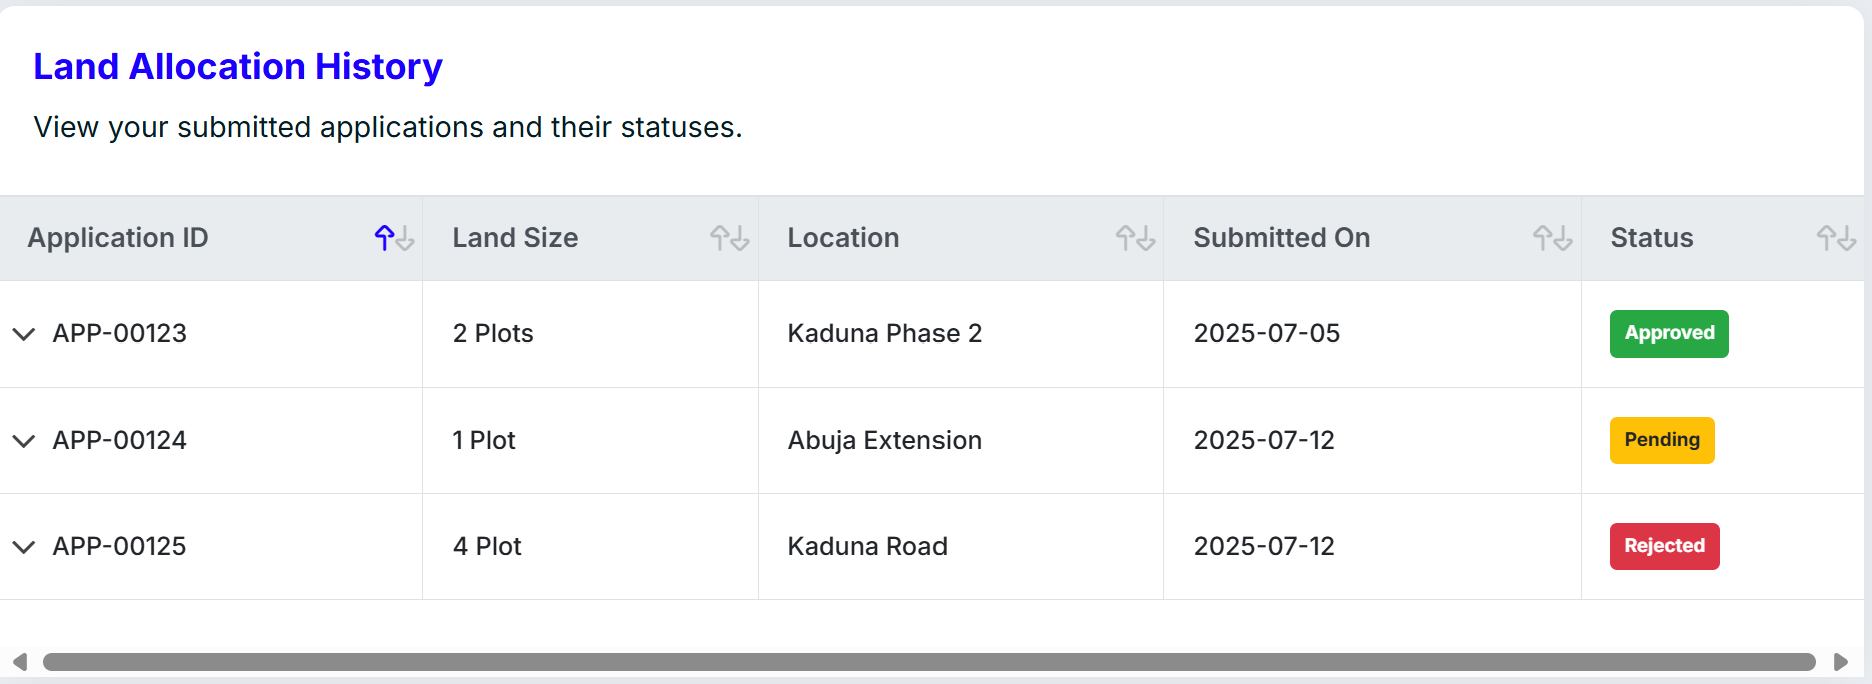 Land Allocation History
View your submitted applications and their statuses.
Application ID Land Size Location Submitted On Status
APP-00123 2 Plots Kaduna Phase 2 2025-07-05 Approved
APP-00124 1 Plot Abuja Extension 2025-07-12 Pending
APP-00125 4 Plot Kaduna Road 2025-07-12 Rejected